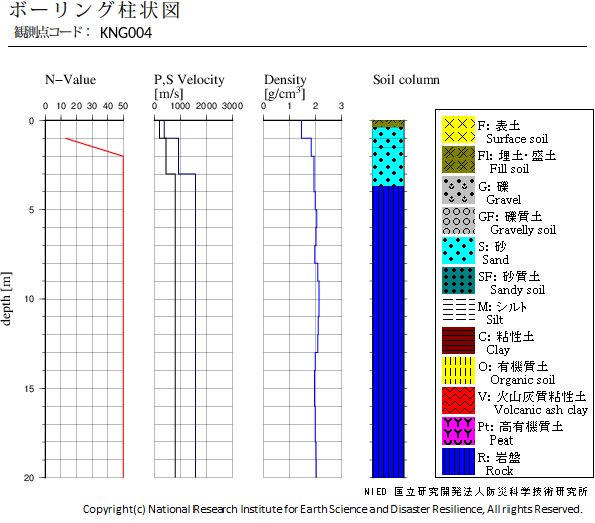 ボーリング柱状図
観測点コード： KNG004
N−Value
P,S Velocity
[m/s]
Density
[g/cm3]
Soil column
0 10 20 30 40 50
0 1000 2000 3000
0 1 2 3
0
5
10
15
20
depth [m]
F: 表土
Surface soil
Fl: 埋土・盛土
Fill soil
G: 礫
Gravel
GF: 礫質土
Gravelly soil
S: 砂
Sand
SF: 砂質土
Sandy soil
M: シルト
Silt
C: 粘性土
Clay
O: 有機質土
Organic soil
V: 火山灰質粘性土
Volcanic ash clay
Pt: 高有機質土
Peat
R: 岩盤
Rock
NIED 国立研究開発法人防災科学技術研究所
Copyright(c) National Research Institute for Earth Science and Disaster Resilience, All rights Reserved.